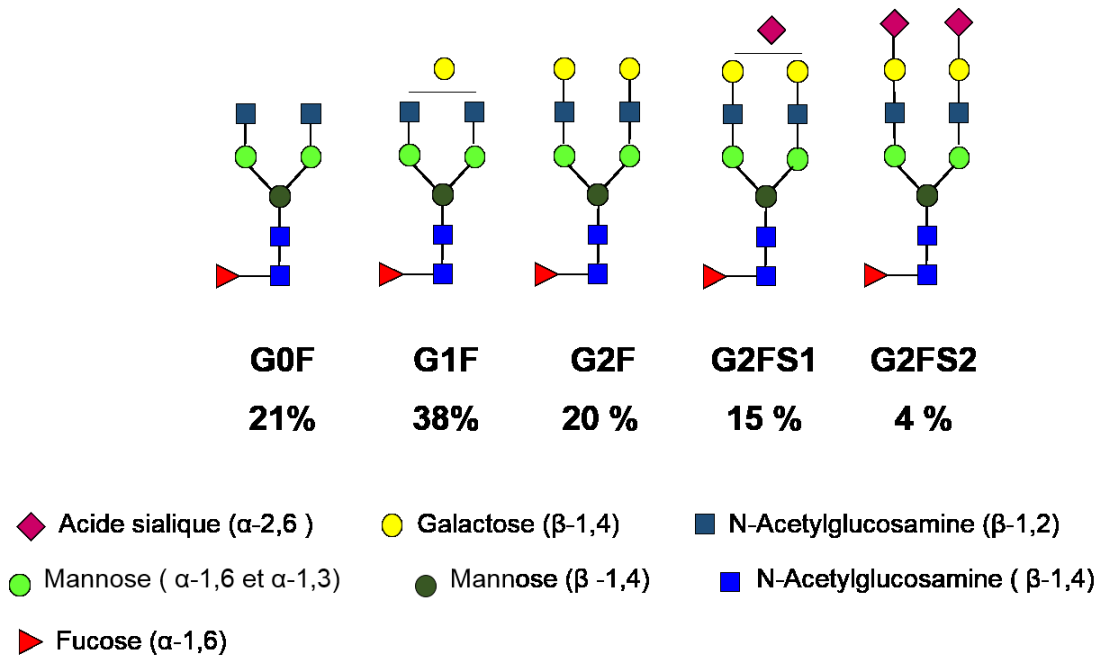 G0F G1F G2F G2FS1 G2FS2
21% 38% 20 % 15 % 4 %
Acide sialique (α-2,6 ) Galactose (β-1,4) N-Acetylglucosamine (β-1,2)
Mannose ( α-1,6 et α-1,3) Mannose (β -1,4) N-Acetylglucosamine ( β-1,4)
Fucose (α-1,6)